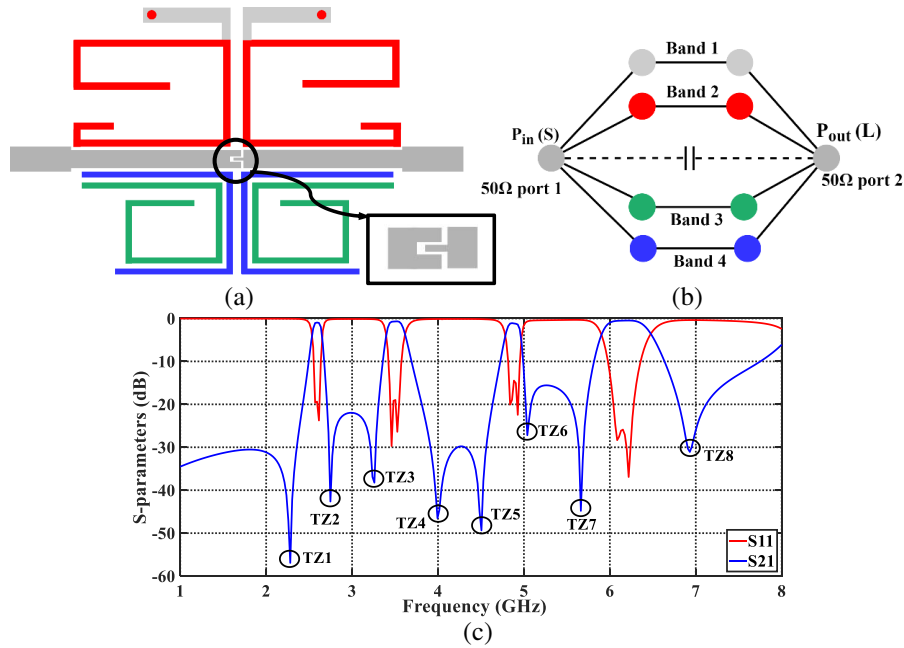 Band 1
Band 2
P_in (S)
P_out (L)
50Ω port 1
50Ω port 2
Band 3
Band 4
(a)
(b)
S-parameters (dB)
0
-10
-20
-30
-40
-50
-60
TZ1
TZ2
TZ3
TZ4
TZ5
TZ6
TZ7
TZ8
S11
S21
1 2 3 4 5 6 7 8
Frequency (GHz)
(c)